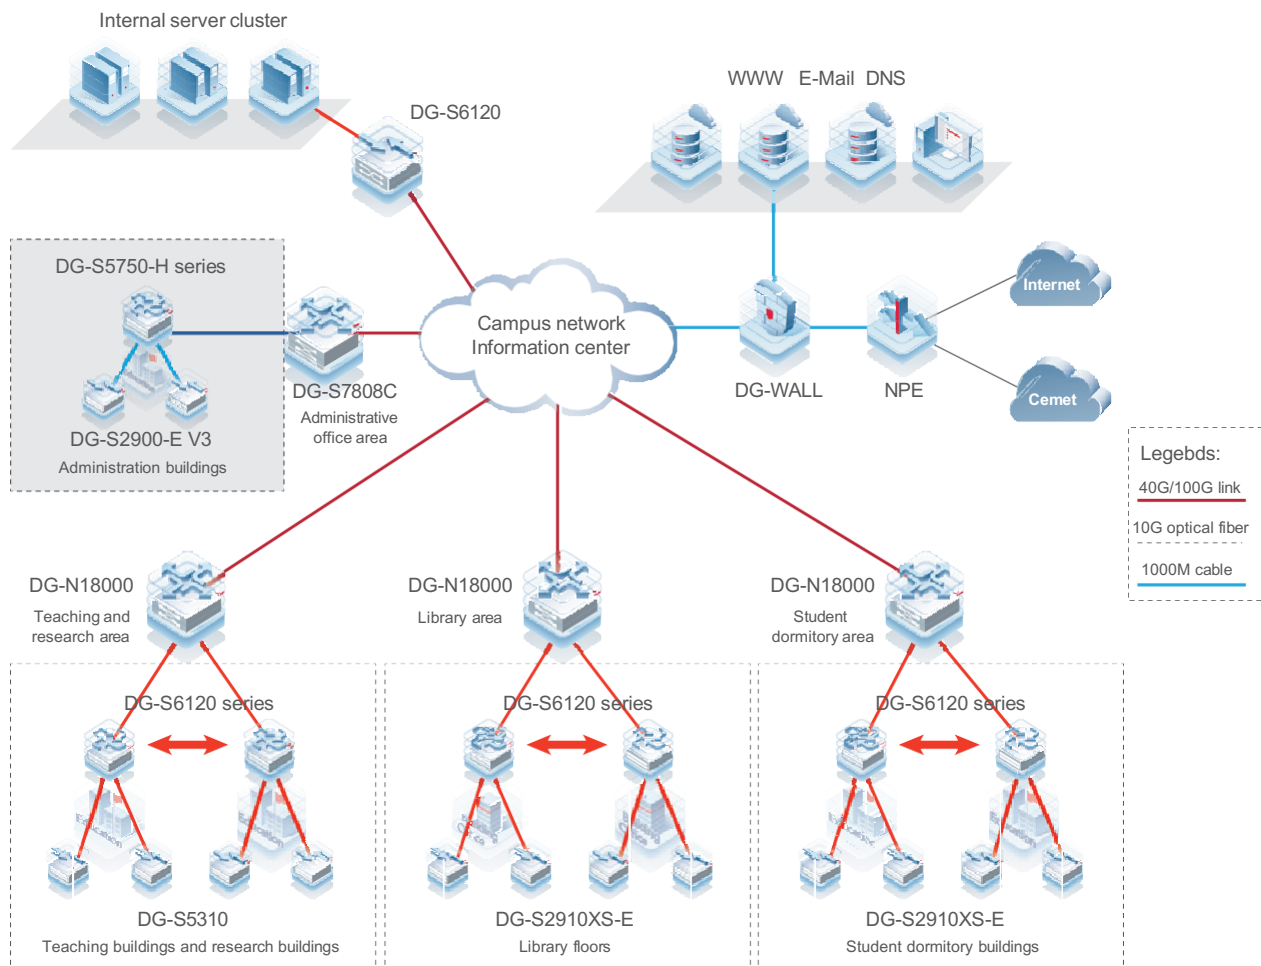 Internal server cluster
DG-S6120
WWW E-Mail DNS
DG-S5750-H series
DG-S2900-E V3
Administration buildings
DG-S7808C
Administrative
office area
Campus network
Information center
DG-WALL
NPE
Internet
Cemet
Legebds:
40G/100G link
10G optical fiber
1000M cable
DG-N18000
Teaching and
research area
DG-N18000
Library area
DG-N18000
Student
dormitory area
DG-S6120 series
DG-S5310
Teaching buildings and research buildings
DG-S6120 series
DG-S2910XS-E
Library floors
DG-S6120 series
DG-S2910XS-E
Student dormitory buildings